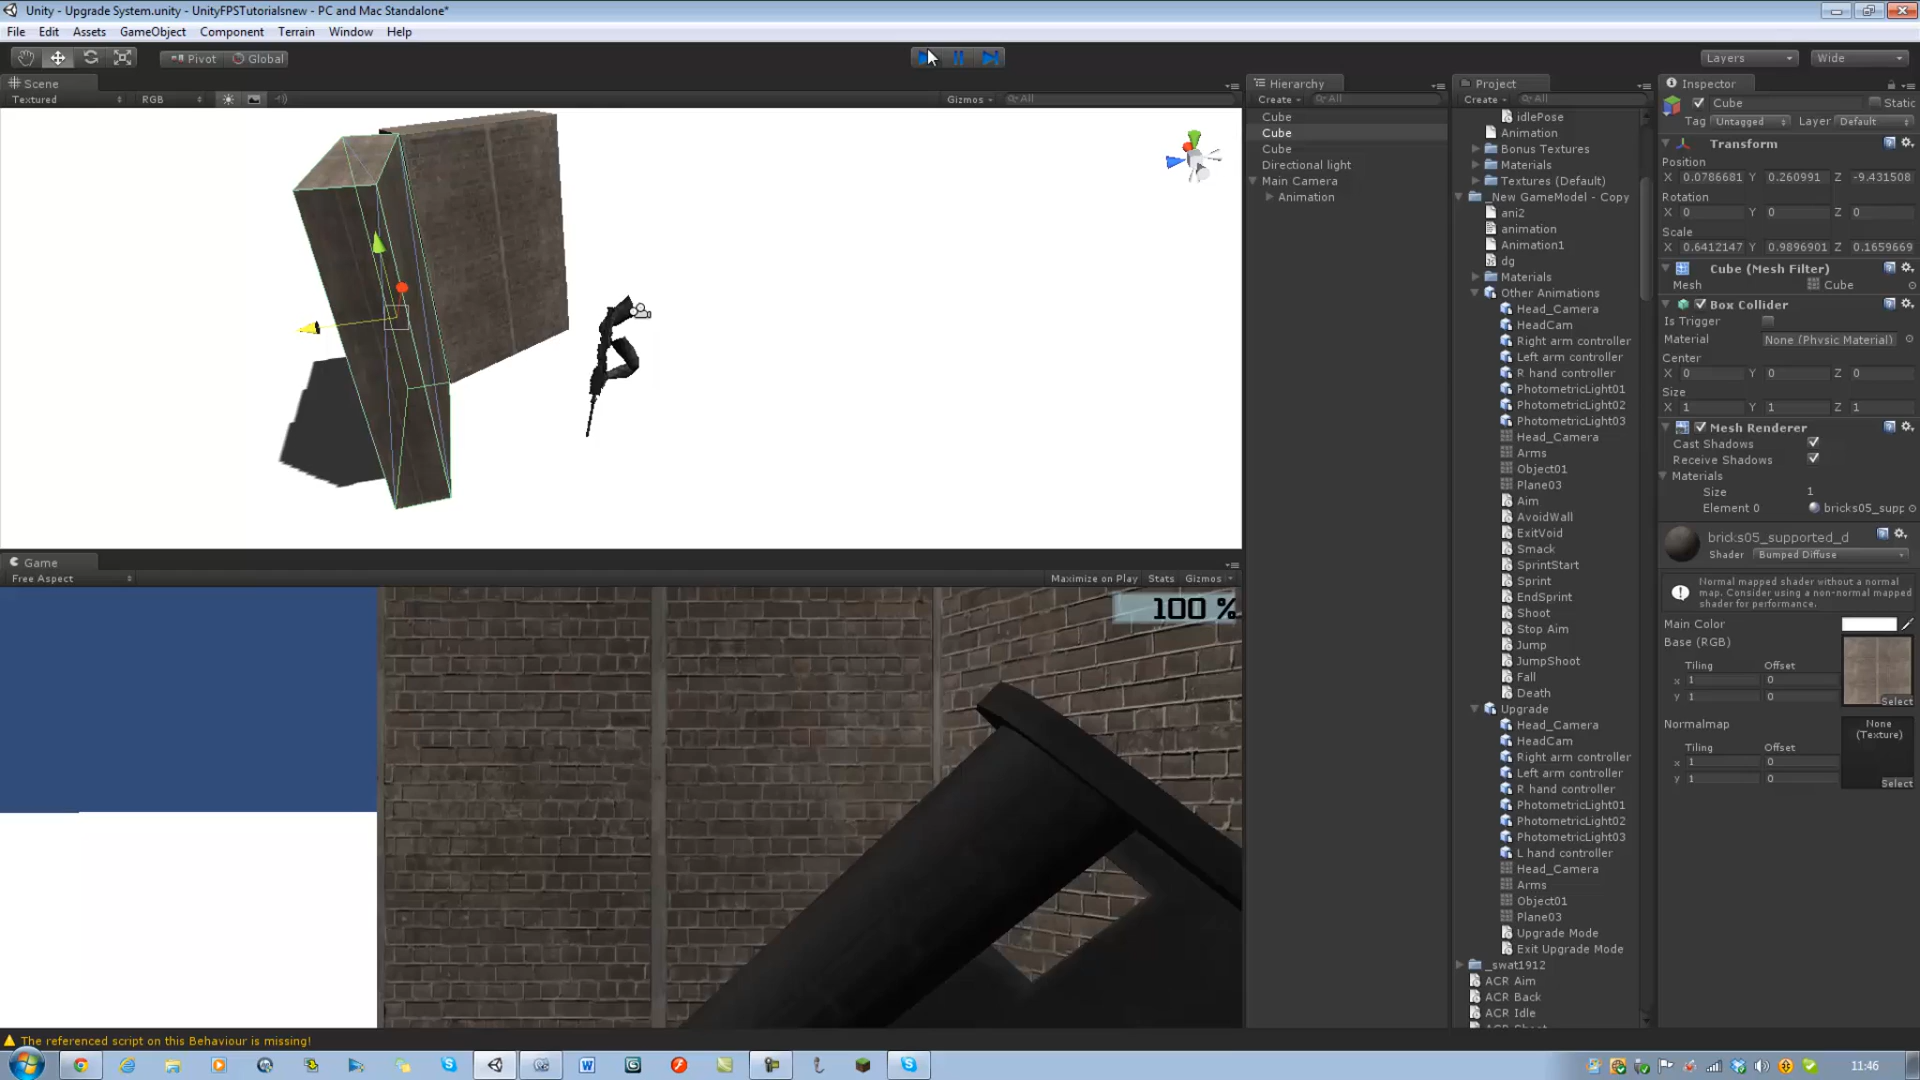 Unity - Upgrade System.unity - UnityFPSTutorialsnew - PC and Mac Standalone*
File Edit Assets GameObject Component Terrain Window Help
Pivot Global Layers Wide
Scene
Textured RGB Gizmos All
Hierarchy
Create All
Cube
Cube
Cube
Directional light
Main Camera
Animation
Project
Create All
idlePose
Animation
Bonus Textures
Materials
Textures (Default)
_New GameModel - Copy
ani2
animation
Animation1
dg
Materials
Other Animations
Head_Camera
HeadCam
Right arm controller
Left arm controller
R hand controller
PhotometricLight01
PhotometricLight02
PhotometricLight03
Head_Camera
Arms
Object01
Plane03
Aim
AvoidWall
ExitVoid
Smack
SprintStart
Sprint
EndSprint
Shoot
Stop Aim
Jump
JumpShoot
Fall
Death
Upgrade
Head_Camera
HeadCam
Right arm controller
Left arm controller
R hand controller
PhotometricLight01
PhotometricLight02
PhotometricLight03
L hand controller
Head_Camera
Arms
Object01
Plane03
Upgrade Mode
Exit Upgrade Mode
_swat1912
ACR Aim
ACR Back
ACR Idle
Inspector
Cube Static
Tag Untagged Layer Default
Transform
Position
X 0.0786681 Y 0.260991 Z -9.431508
Rotation
X 0 Y 0 Z 0
Scale
X 0.6412147 Y 0.9896901 Z 0.1659669
Cube (Mesh Filter)
Mesh Cube
Box Collider
Is Trigger
Material None (Physic Material)
Center
X 0 Y 0 Z 0
Size
X 1 Y 1 Z 1
Mesh Renderer
Cast Shadows
Receive Shadows
Materials
Size 1
Element 0 bricks05_supp
bricks05_supported_d
Shader Bumped Diffuse
Normal mapped shader without a normal
map. Consider using a non-normal mapped
shader for performance.
Main Color
Base (RGB)
Tiling Offset
x 1 0
y 1 0
Select
Normalmap
None
(Texture)
Tiling Offset
x 1 0
y 1 0
Select
Game
Free Aspect Maximize on Play Stats Gizmos
100 %
The referenced script on this Behaviour is missing!
11:46